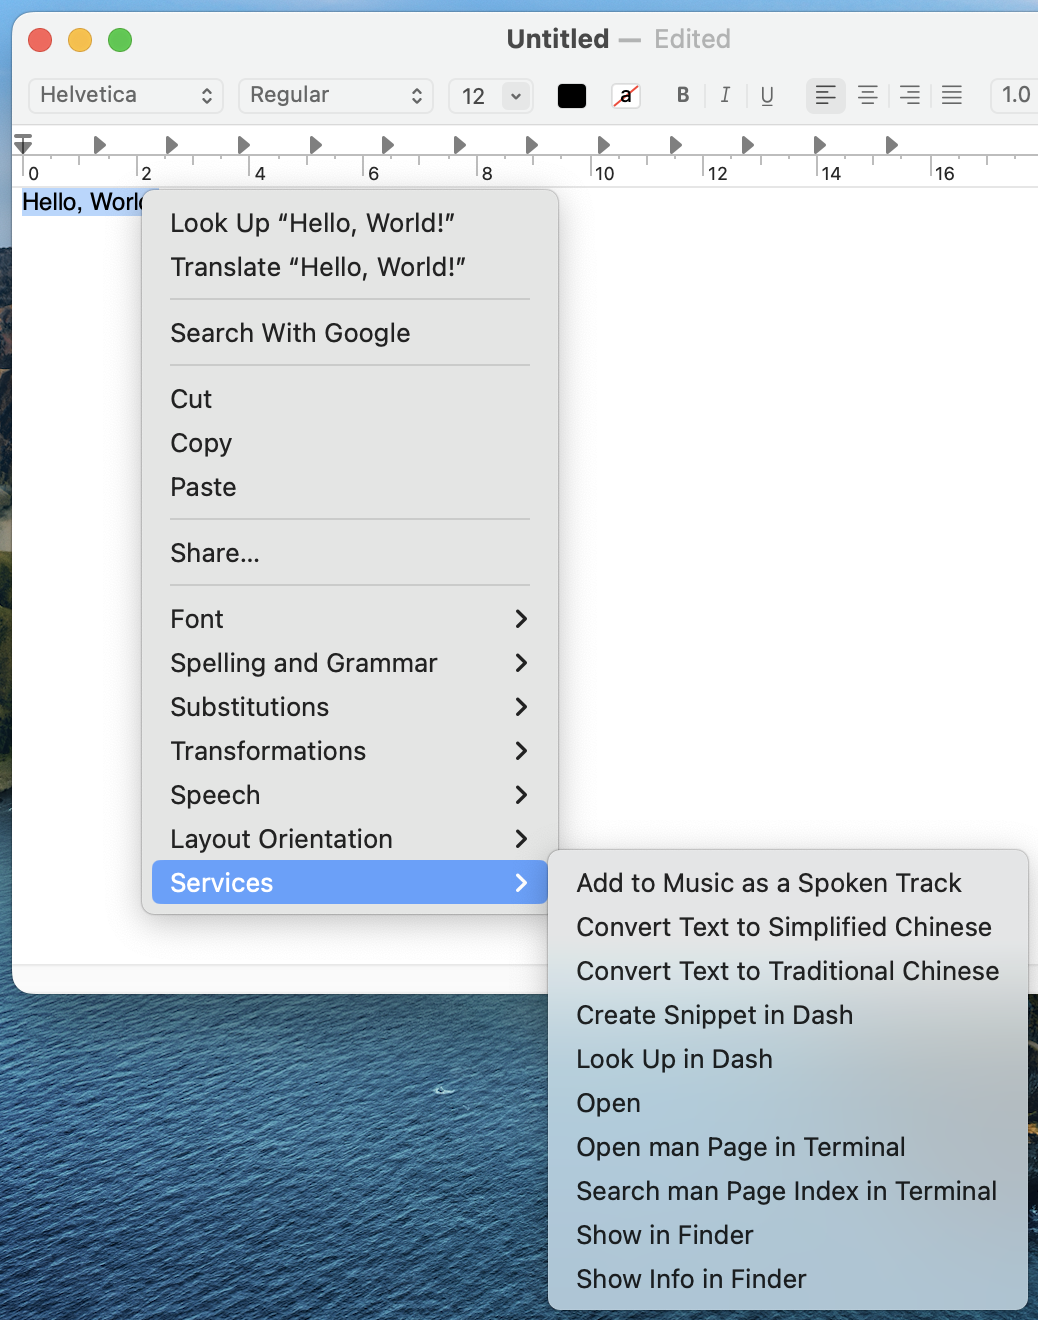 Untitled — Edited
Helvetica Regular 12 a B I U 1.0
0 2 4 6 8 10 12 14 16
Hello, World
Look Up “Hello, World!”
Translate “Hello, World!”
Search With Google
Cut
Copy
Paste
Share...
Font
Spelling and Grammar
Substitutions
Transformations
Speech
Layout Orientation
Services
Add to Music as a Spoken Track
Convert Text to Simplified Chinese
Convert Text to Traditional Chinese
Create Snippet in Dash
Look Up in Dash
Open
Open man Page in Terminal
Search man Page Index in Terminal
Show in Finder
Show Info in Finder